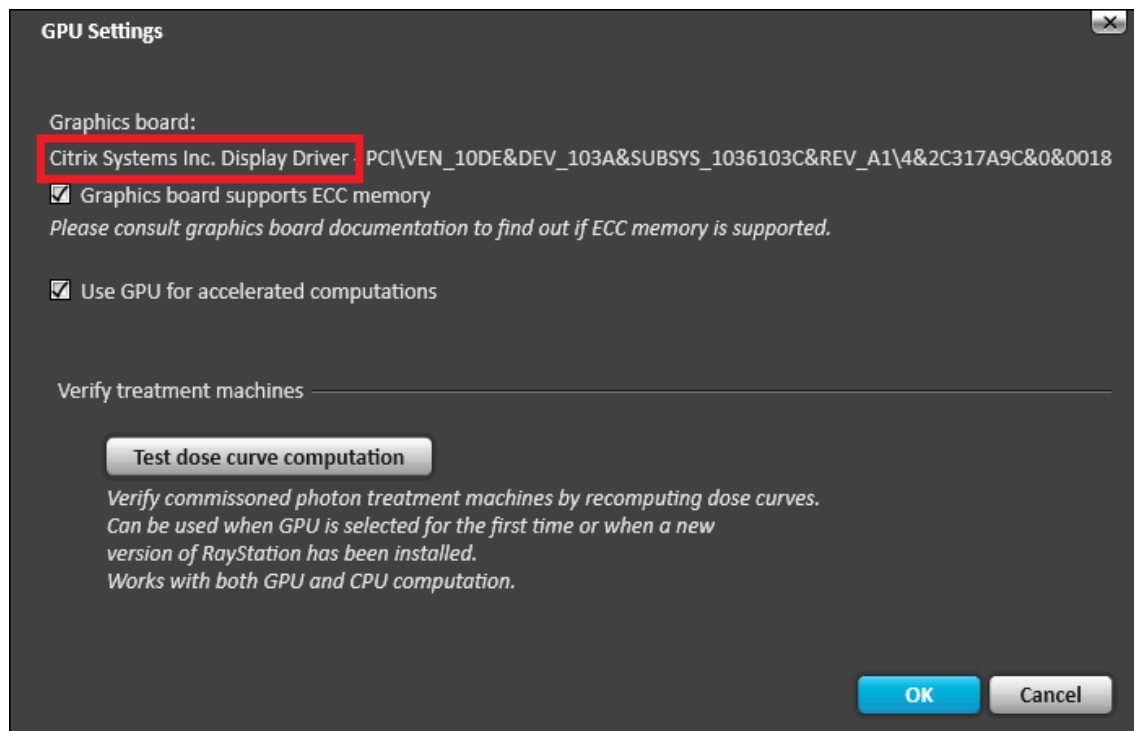 GPU Settings
Graphics board:
Citrix Systems Inc. Display Driver - PCI\VEN_10DE&DEV_103A&SUBSYS_1036103C&REV_A1\4&2C317A9C&0&0018
Graphics board supports ECC memory
Please consult graphics board documentation to find out if ECC memory is supported.
Use GPU for accelerated computations
Verify treatment machines
Test dose curve computation
Verify commissoned photon treatment machines by recomputing dose curves.
Can be used when GPU is selected for the first time or when a new
version of RayStation has been installed.
Works with both GPU and CPU computation.
OK Cancel